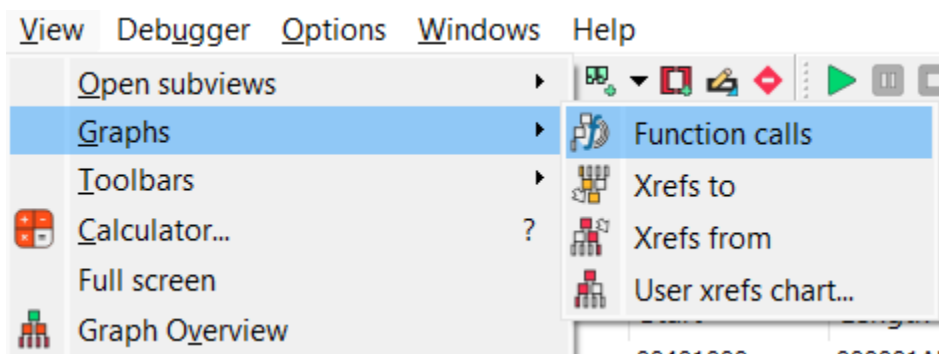 View Debugger Options Windows Help
Open subviews
Graphs
Function calls
Toolbars
Xrefs to
Calculator... ?
Xrefs from
Full screen
User xrefs chart...
Graph Overview